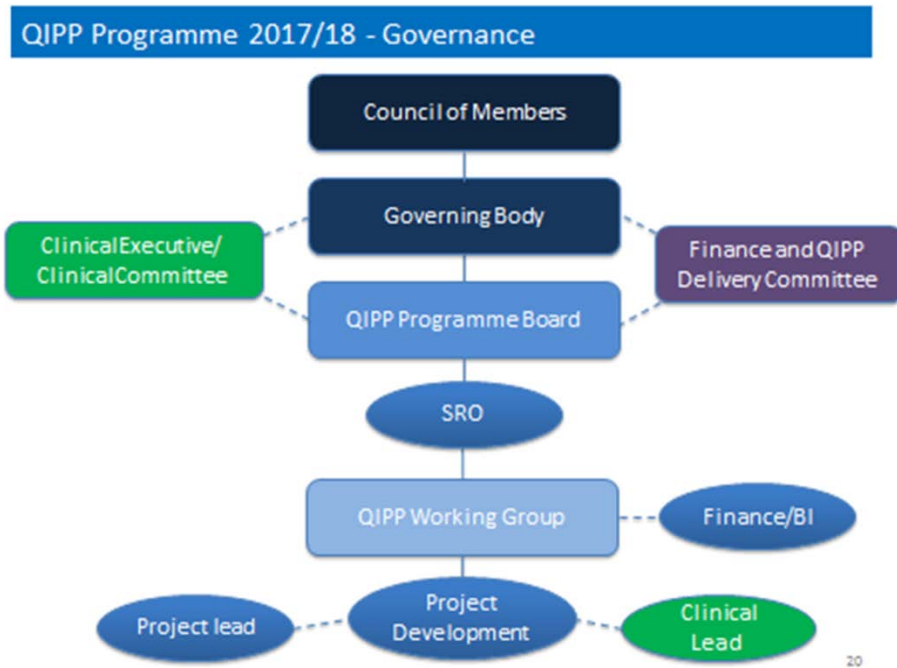 QIPP Programme 2017/18 - Governance
Council of Members
Governing Body
Clinical Executive/
Clinical Committee
Finance and QIPP
Delivery Committee
QIPP Programme Board
SRO
QIPP Working Group
Finance/BI
Project lead
Project
Development
Clinical
Lead
20